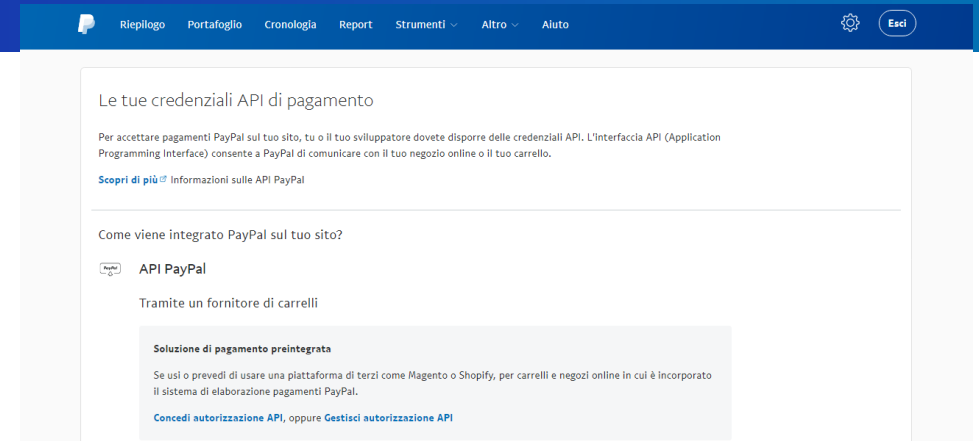 Riepilogo Portafoglio Cronologia Report Strumenti Altro Aiuto Esci
Le tue credenziali API di pagamento
Per accettare pagamenti PayPal sul tuo sito, tu o il tuo sviluppatore dovete disporre delle credenziali API. L'interfaccia API (Application
Programming Interface) consente a PayPal di comunicare con il tuo negozio online o il tuo carrello.
Scopri di più Informazioni sulle API PayPal
Come viene integrato PayPal sul tuo sito?
PayPal API PayPal
Tramite un fornitore di carrelli
Soluzione di pagamento preintegrata
Se usi o prevedi di usare una piattaforma di terzi come Magento o Shopify, per carrelli e negozi online in cui è incorporato
il sistema di elaborazione pagamenti PayPal.
Concedi autorizzazione API, oppure Gestisci autorizzazione API